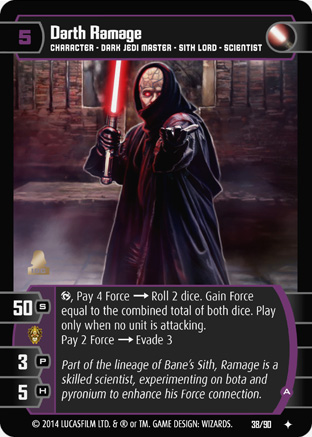 5
Darth Ramage
CHARACTER - DARK JEDI MASTER - SITH LORD - SCIENTIST
50 S
3 P
5 H
, Pay 4 Force → Roll 2 dice. Gain Force
equal to the combined total of both dice. Play
only when no unit is attacking.
Pay 2 Force → Evade 3
Part of the lineage of Bane's Sith, Ramage is a
skilled scientist, experimenting on bota and
pyronium to enhance his Force connection.
A
© 2014 LUCASFILM LTD. & ® or TM. GAME DESIGN: WIZARDS.
38/90